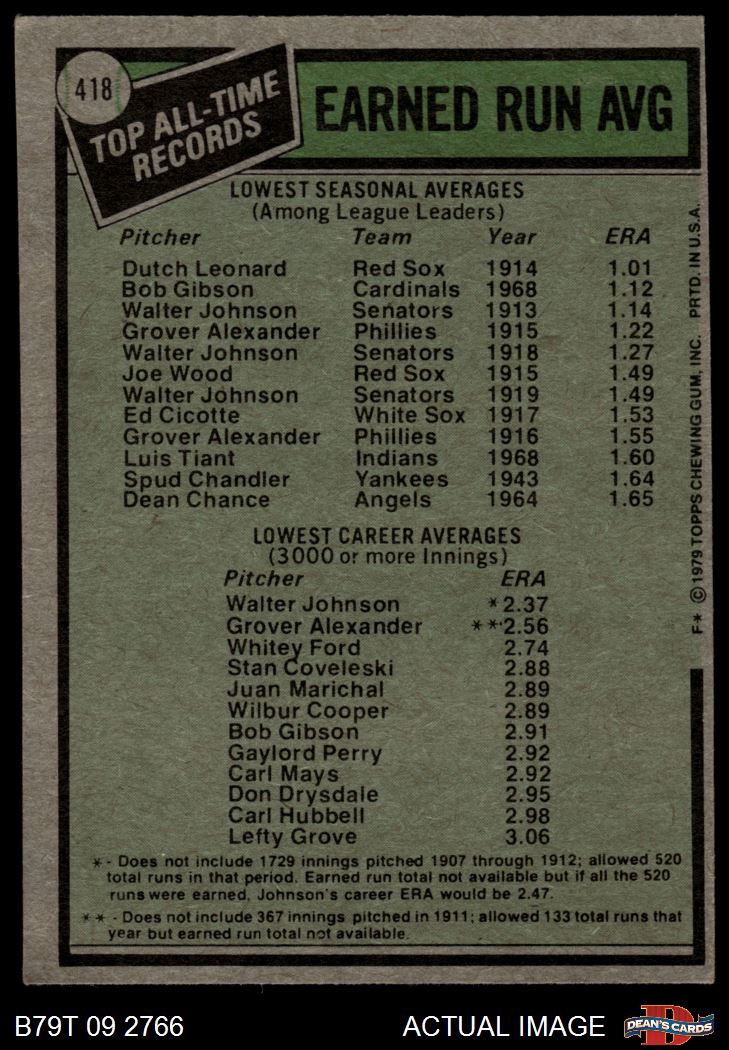 418
TOP ALL-TIME
RECORDS
EARNED RUN AVG
LOWEST SEASONAL AVERAGES
(Among League Leaders)
Pitcher Team Year ERA
Dutch Leonard Red Sox 1914 1.01
Bob Gibson Cardinals 1968 1.12
Walter Johnson Senators 1913 1.14
Grover Alexander Phillies 1915 1.22
Walter Johnson Senators 1918 1.27
Joe Wood Red Sox 1915 1.49
Walter Johnson Senators 1919 1.49
Ed Cicotte White Sox 1917 1.53
Grover Alexander Phillies 1916 1.55
Luis Tiant Indians 1968 1.60
Spud Chandler Yankees 1943 1.64
Dean Chance Angels 1964 1.65
LOWEST CAREER AVERAGES
(3000 or more Innings)
Pitcher ERA
Walter Johnson *2.37
Grover Alexander **2.56
Whitey Ford 2.74
Stan Coveleski 2.88
Juan Marichal 2.89
Wilbur Cooper 2.89
Bob Gibson 2.91
Gaylord Perry 2.92
Carl Mays 2.92
Don Drysdale 2.95
Carl Hubbell 2.98
Lefty Grove 3.06
* - Does not include 1729 innings pitched 1907 through 1912; allowed 520
total runs in that period. Earned run total not available but if all the 520
runs were earned, Johnson's career ERA would be 2.47.
* * - Does not include 367 innings pitched in 1911; allowed 133 total runs that
year but earned run total not available.
F* © 1979 TOPPS CHEWING GUM, INC. PRTD. IN U.S.A.
B79T 09 2766 ACTUAL IMAGE
DEAN'S CARDS